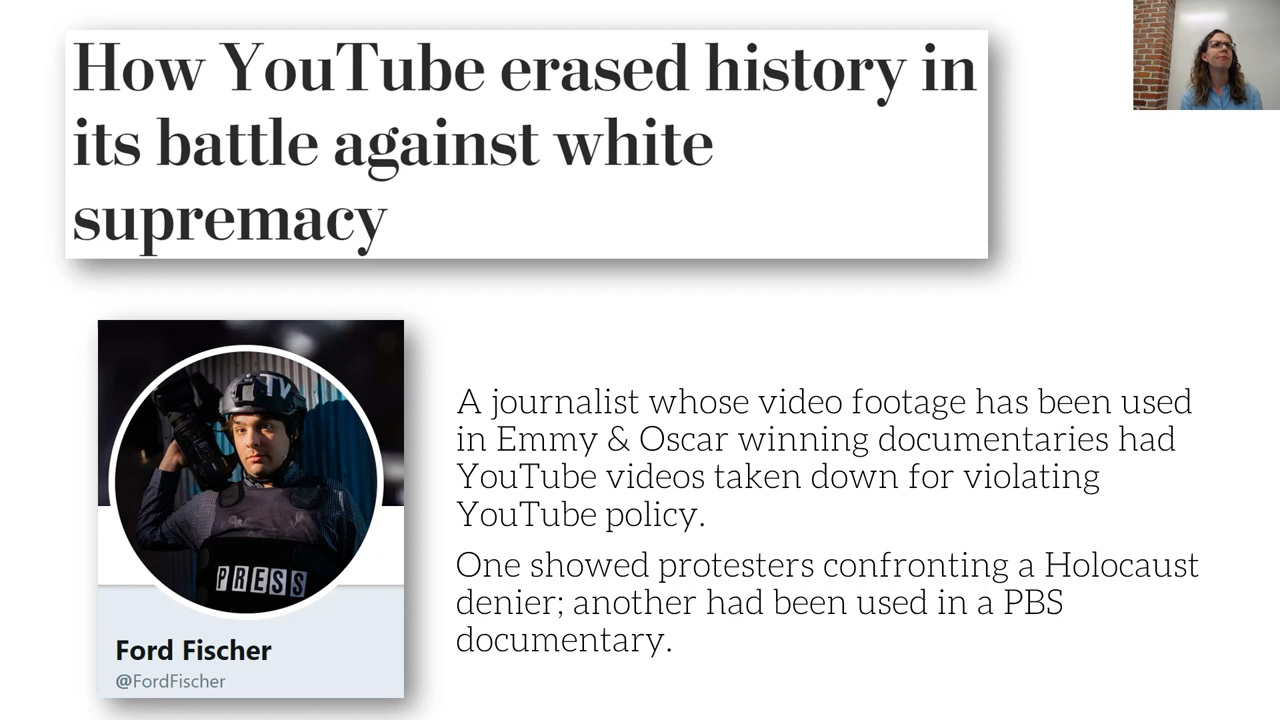 How YouTube erased history in
its battle against white
supremacy
TV
PRESS
Ford Fischer
@FordFischer
A journalist whose video footage has been used
in Emmy & Oscar winning documentaries had
YouTube videos taken down for violating
YouTube policy.
One showed protesters confronting a Holocaust
denier; another had been used in a PBS
documentary.